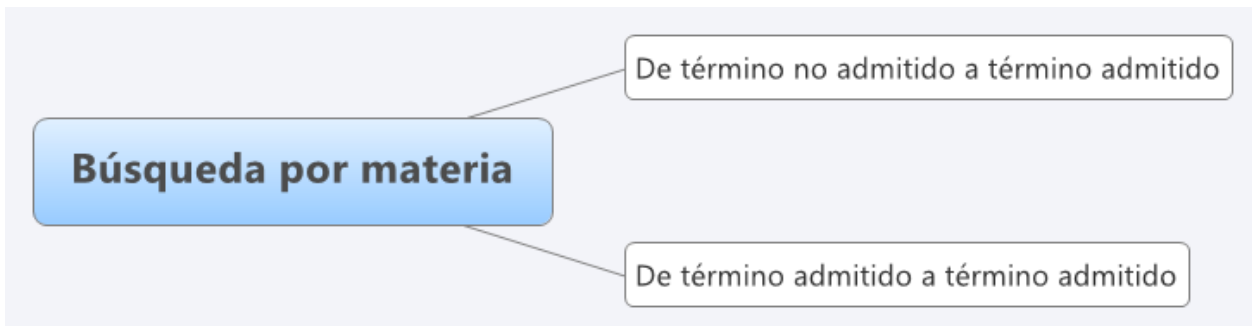 De término no admitido a término admitido
Búsqueda por materia
De término admitido a término admitido